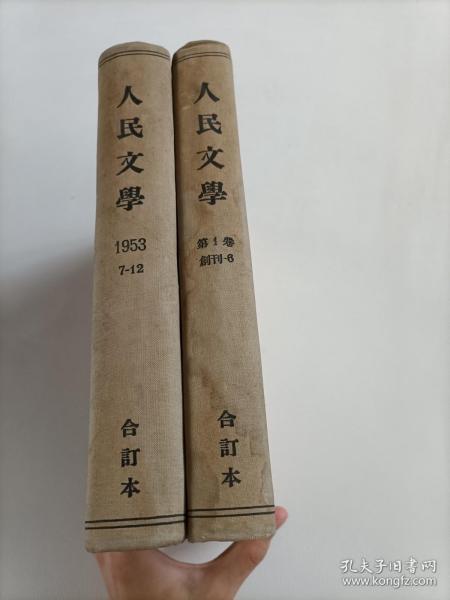 人民文學
1953
7-12
合訂本
人民文學
第1卷
創刊-6
合訂本
孔夫子旧书网
www.kongfz.com